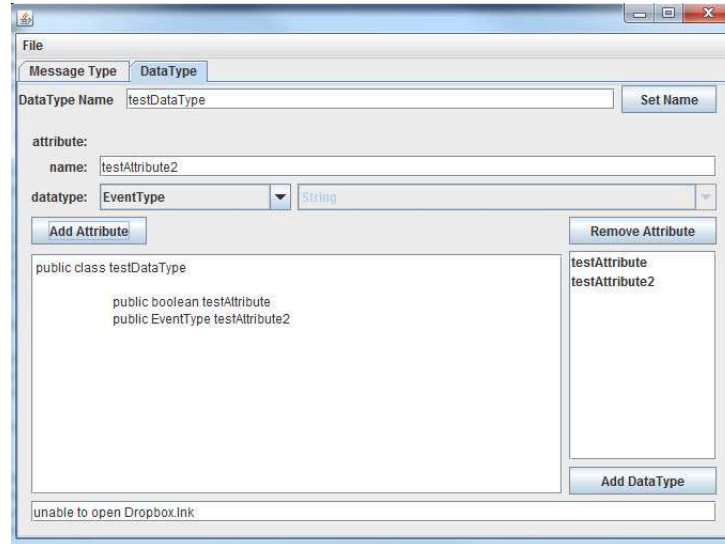 File
Message Type DataType
DataType Name testDataType Set Name
attribute:
name: testAttribute2
datatype: EventType String
Add Attribute Remove Attribute
public class testDataType
public boolean testAttribute
public EventType testAttribute2
testAttribute
testAttribute2
Add DataType
unable to open Dropbox.lnk